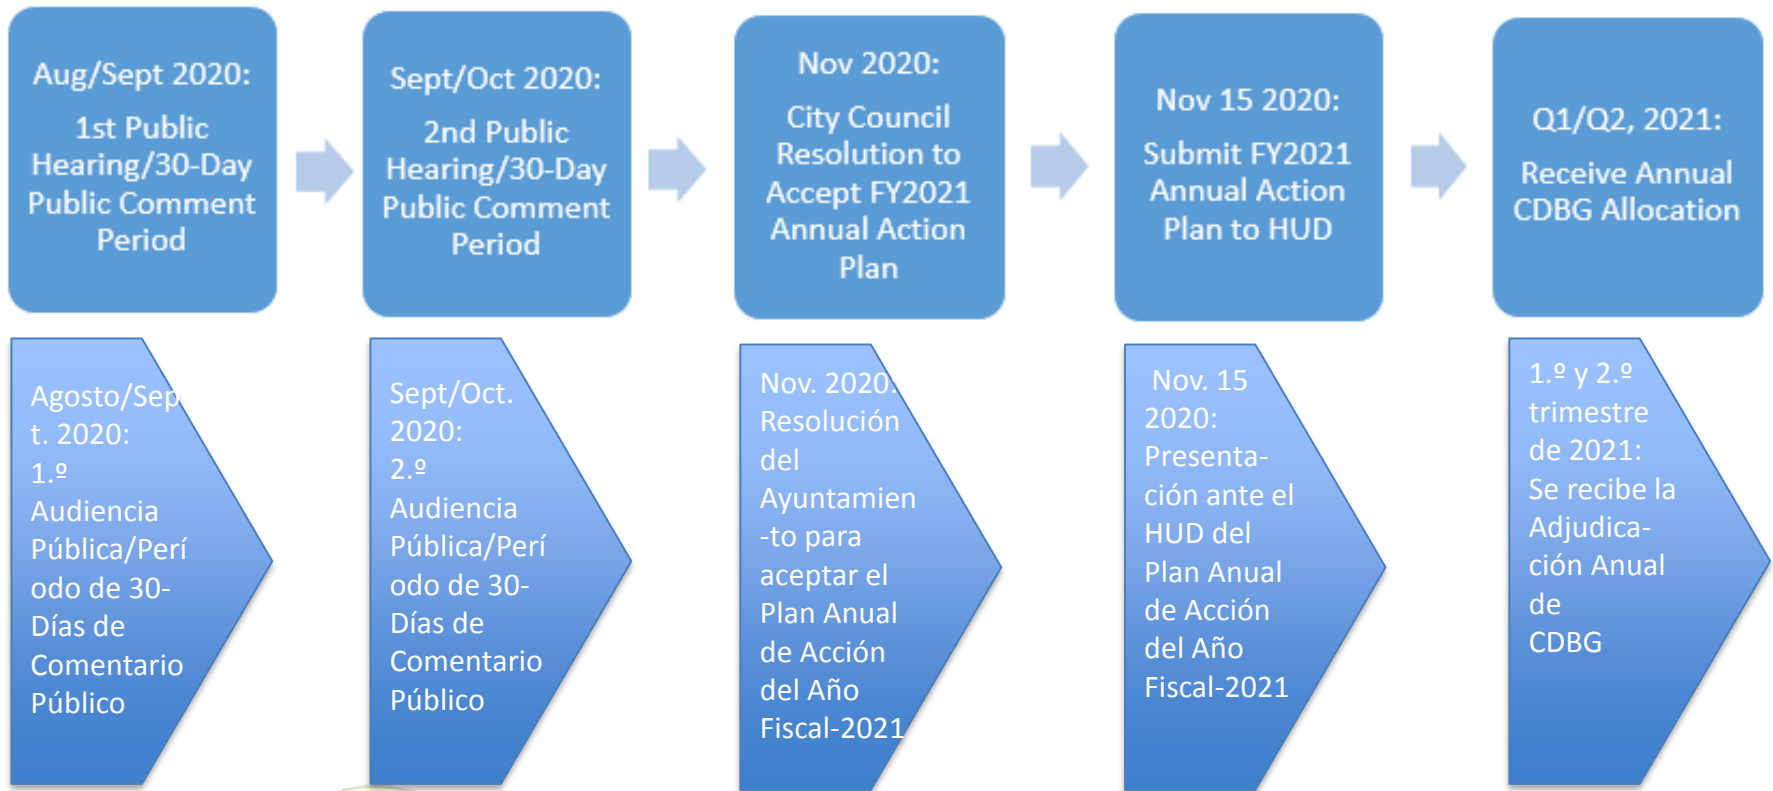 Aug/Sept 2020:
1st Public
Hearing/30-Day
Public Comment
Period
Sept/Oct 2020:
2nd Public
Hearing/30-Day
Public Comment
Period
Nov 2020:
City Council
Resolution to
Accept FY2021
Annual Action
Plan
Nov 15 2020:
Submit FY2021
Annual Action
Plan to HUD
Q1/Q2, 2021:
Receive Annual
CDBG Allocation
Agosto/Sep
t. 2020:
1.º
Audiencia
Pública/Perí
odo de 30-
Días de
Comentario
Público
Sept/Oct.
2020:
2.º
Audiencia
Pública/Perí
odo de 30-
Días de
Comentario
Público
Nov. 2020:
Resolución
del
Ayuntamien
-to para
aceptar el
Plan Anual
de Acción
del Año
Fiscal-2021
Nov. 15
2020:
Presenta-
ción ante el
HUD del
Plan Anual
de Acción
del Año
Fiscal-2021
1.º y 2.º
trimestre
de 2021:
Se recibe la
Adjudica-
ción Anual
de
CDBG